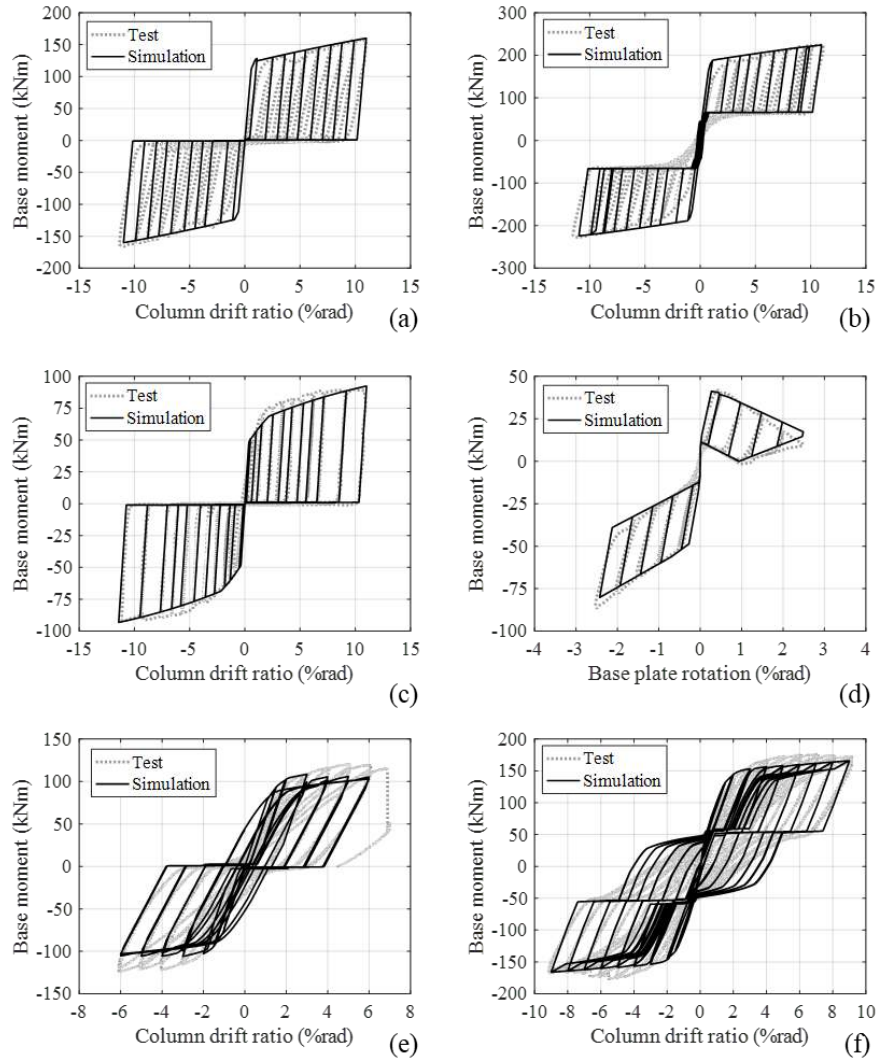 200
150
100
50
0
-50
-100
-150
-200
Base moment (kNm)
Test
Simulation
-15 -10 -5 0 5 10 15
Column drift ratio (%rad)
(a)
300
200
100
0
-100
-200
-300
Base moment (kNm)
Test
Simulation
-15 -10 -5 0 5 10 15
Column drift ratio (%rad)
(b)
100
75
50
25
0
-25
-50
-75
-100
Base moment (kNm)
Test
Simulation
-15 -10 -5 0 5 10 15
Column drift ratio (%rad)
(c)
50
25
0
-25
-50
-75
-100
Base moment (kNm)
Test
Simulation
-4 -3 -2 -1 0 1 2 3 4
Base plate rotation (%rad)
(d)
150
100
50
0
-50
-100
-150
Base moment (kNm)
Test
Simulation
-6 -4 -2 0 2 4 6 8
Column drift ratio (%rad)
(e)
200
150
100
50
0
-50
-100
-150
-200
Base moment (kNm)
Test
Simulation
-10 -8 -6 -4 -2 0 2 4 6 8 10
Column drift ratio (%rad)
(f)